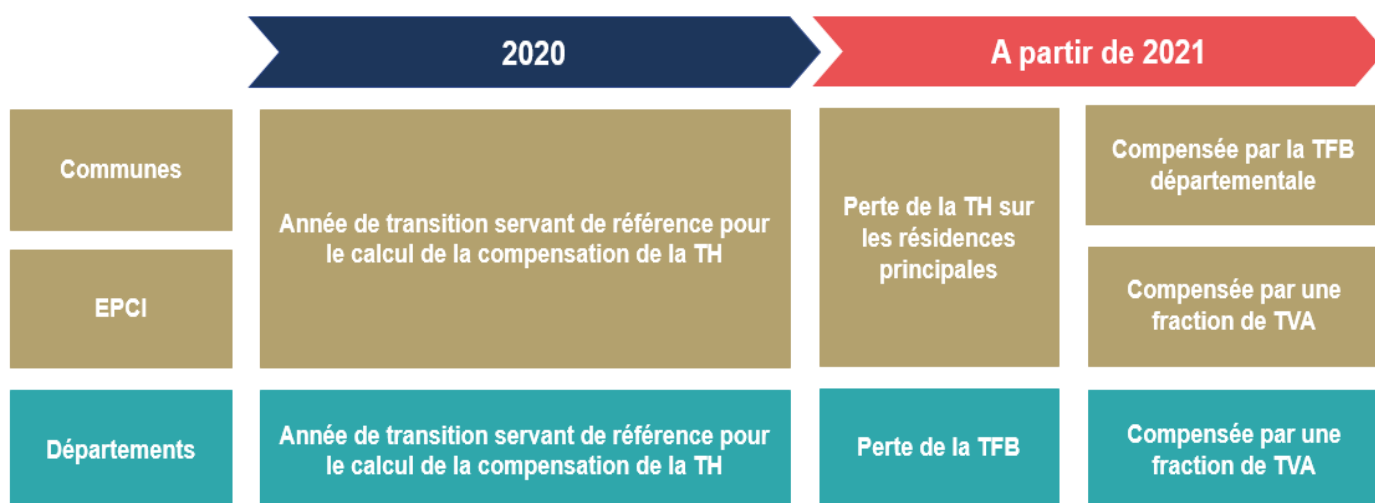 2020
A partir de 2021
Communes
EPCI
Année de transition servant de référence pour
le calcul de la compensation de la TH
Perte de la TH sur
les résidences
principales
Compensée par la TFB
départementale
Compensée par une
fraction de TVA
Départements
Année de transition servant de référence pour
le calcul de la compensation de la TH
Perte de la TFB
Compensée par une
fraction de TVA